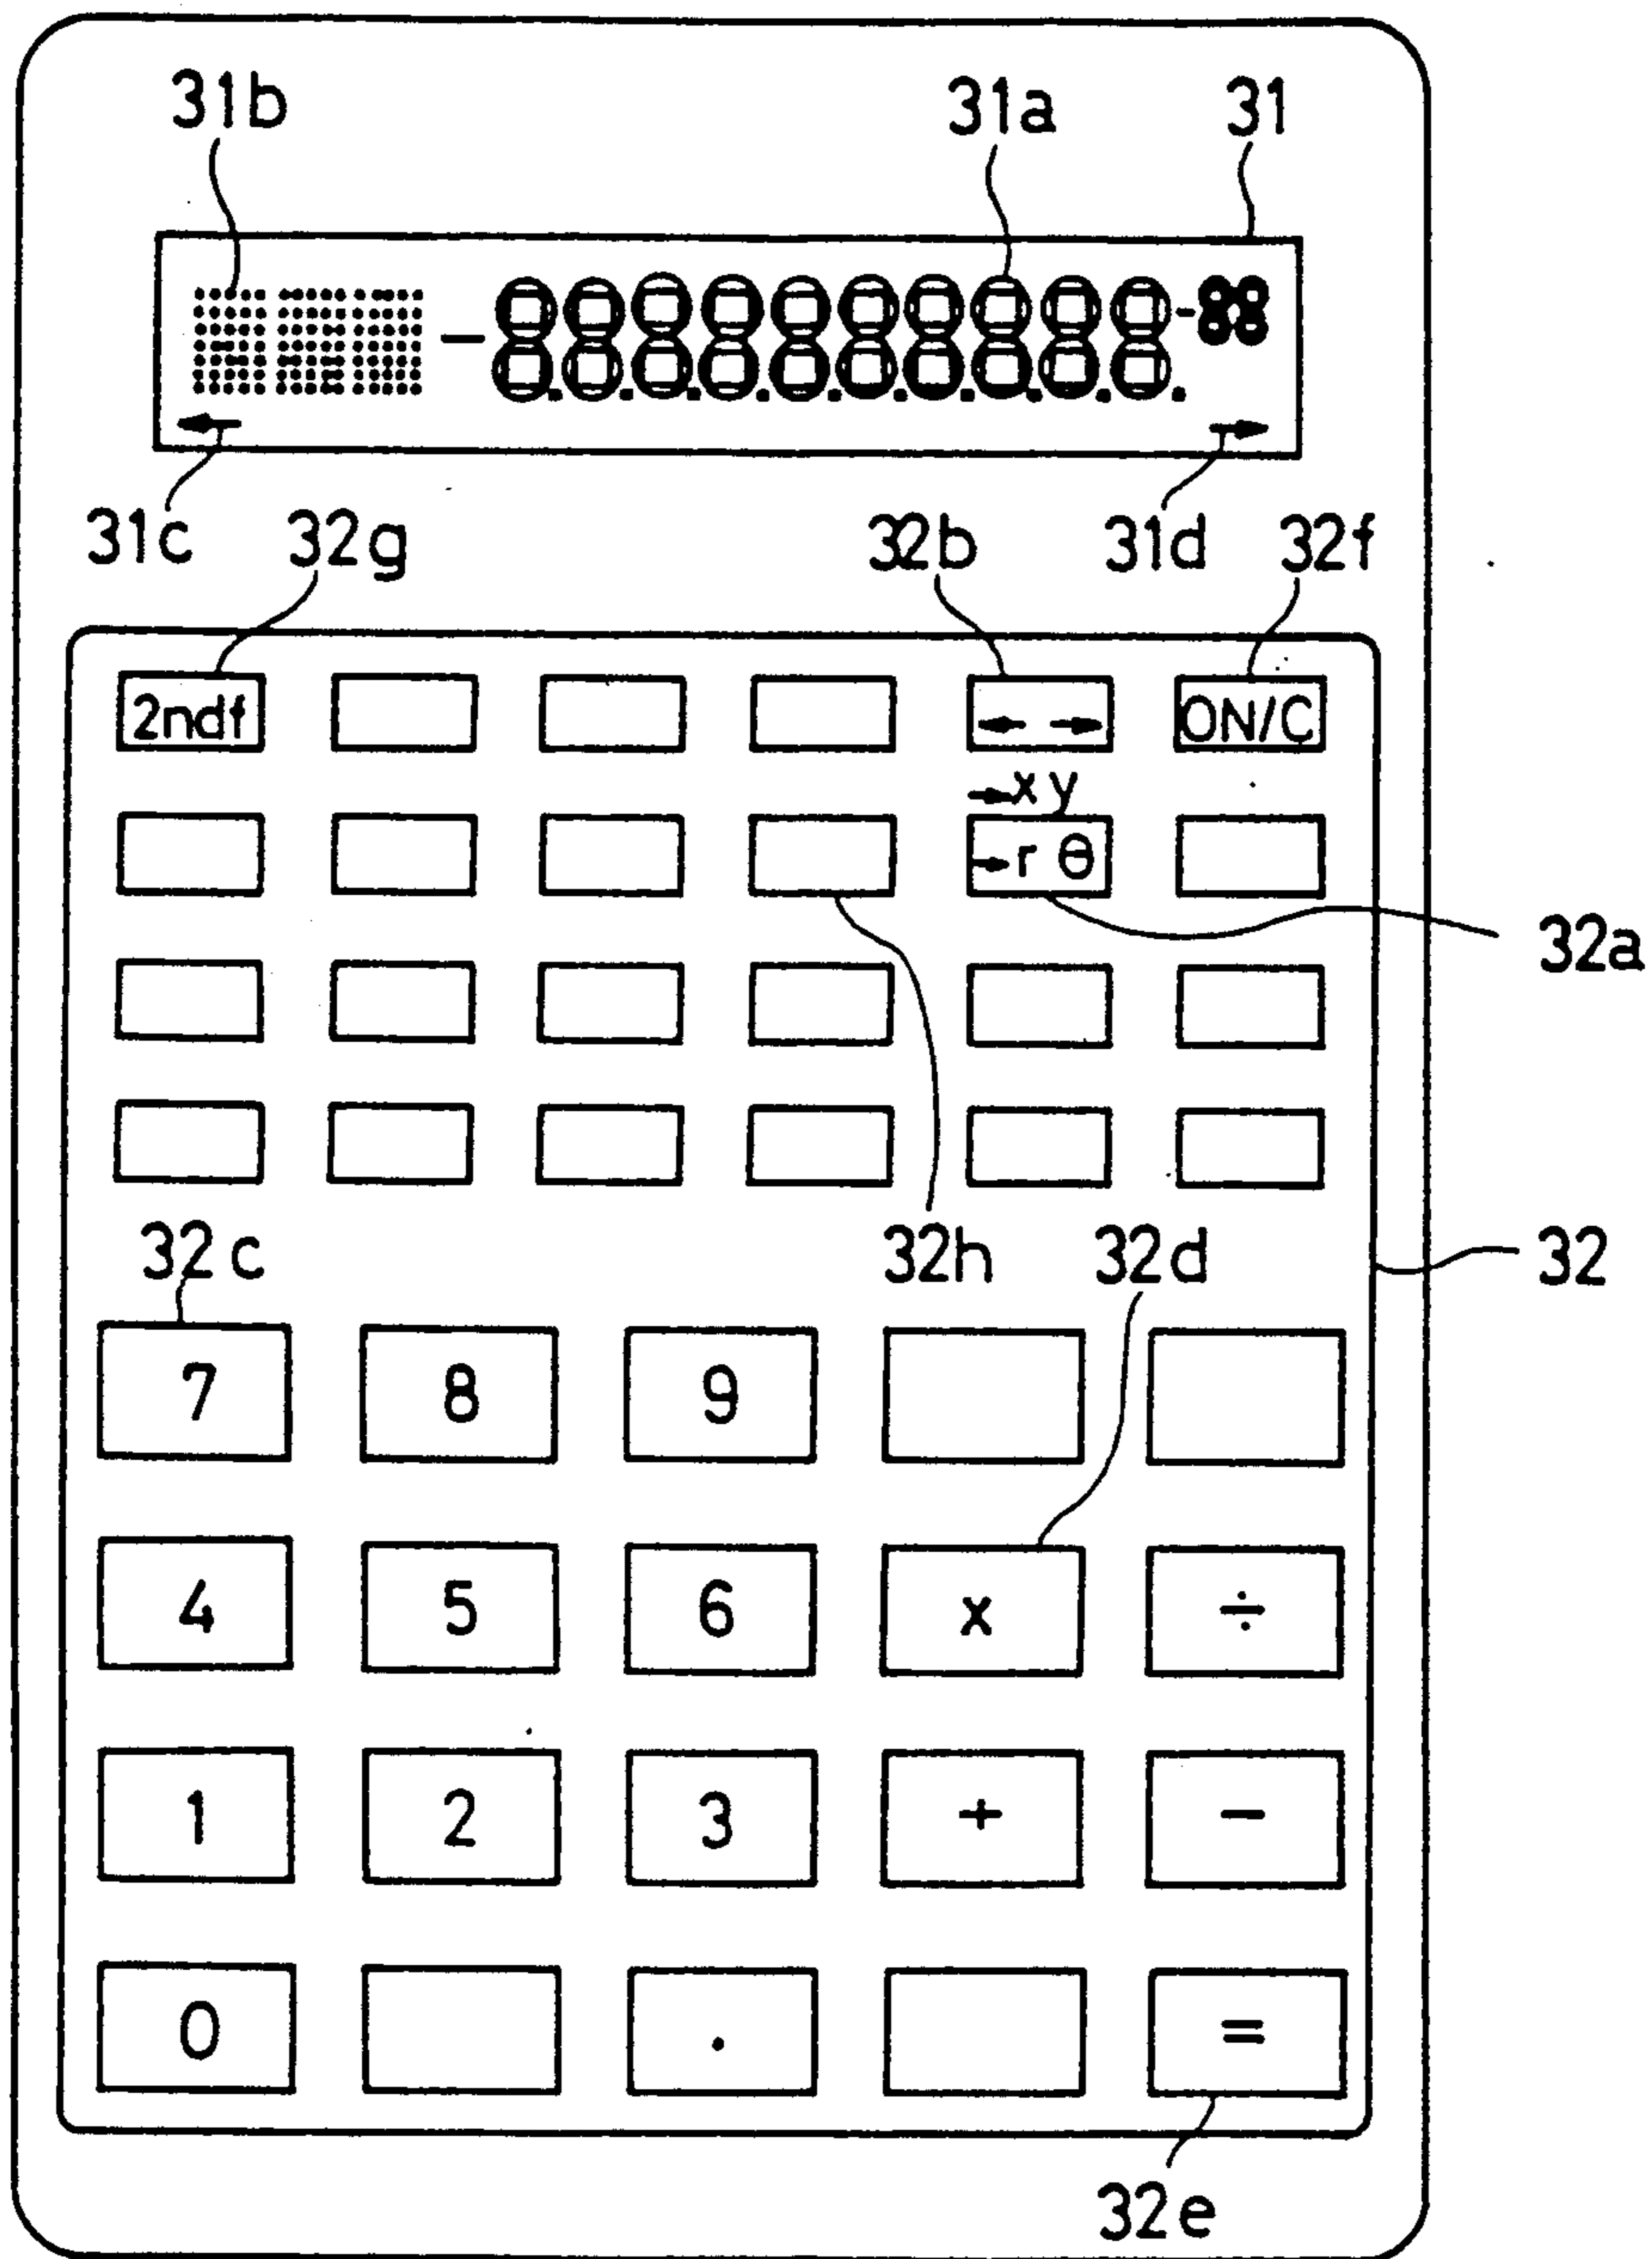 31b 31a 31
31c 32g 32b 31d 32f
2ndf ← → ON/C
→xy
→rθ
32a
32c 32h 32d 32
7 8 9
4 5 6 x ÷
1 2 3 + −
0 . =
32e